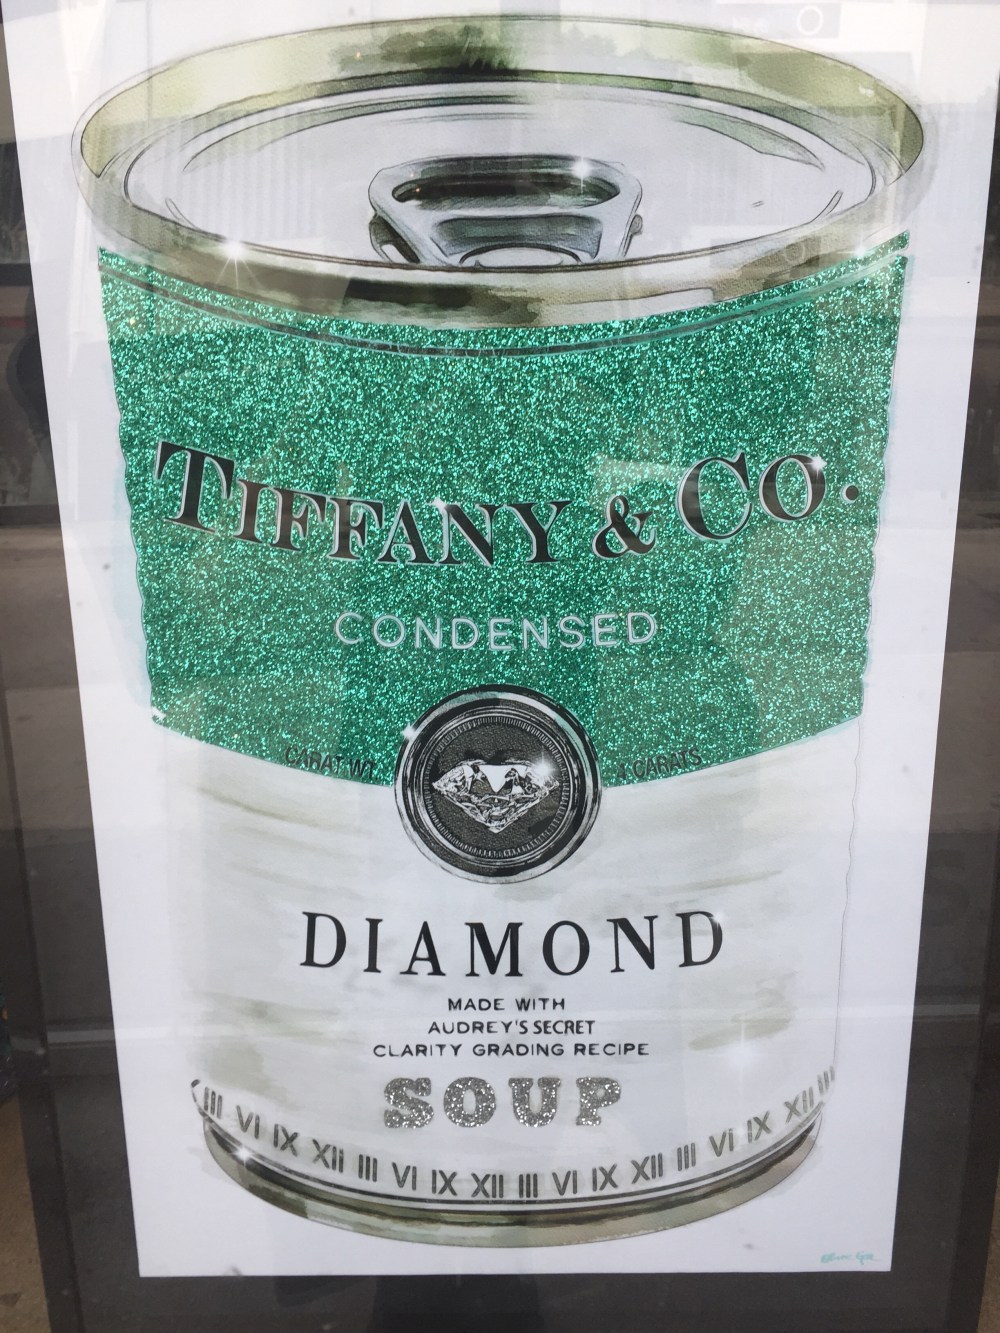 TIFFANY & CO.
CONDENSED
CARAT WT. 4 CARATS
DIAMOND
MADE WITH
AUDREY'S SECRET
CLARITY GRADING RECIPE
SOUP
III VI IX XII III VI IX XII III VI IX XII III VI IX XII III